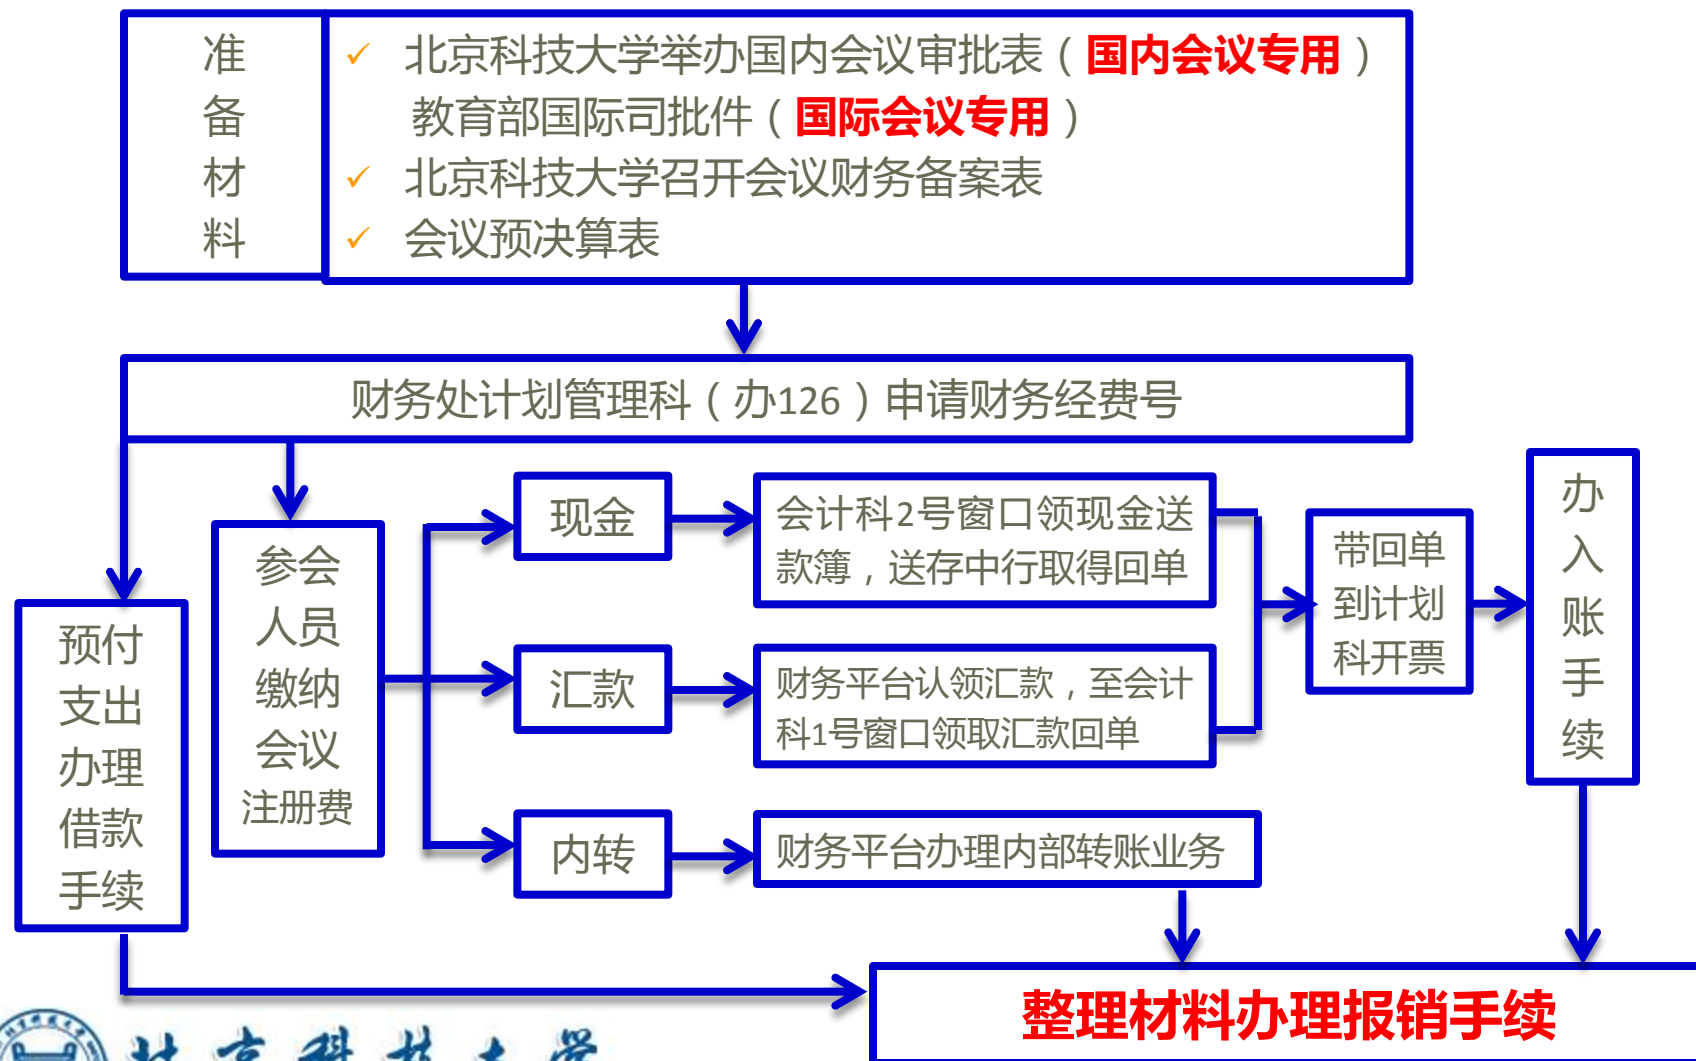 准
备
材
料
✓ 北京科技大学举办国内会议审批表（国内会议专用）
教育部国际司批件（国际会议专用）
✓ 北京科技大学召开会议财务备案表
✓ 会议预决算表
财务处计划管理科（办126）申请财务经费号
预付
支出
办理
借款
手续
参会
人员
缴纳
会议
注册费
现金
会计科2号窗口领现金送
款簿，送存中行取得回单
汇款
财务平台认领汇款，至会计
科1号窗口领取汇款回单
内转
财务平台办理内部转账业务
带回单
到计划
科开票
办
入
账
手
续
整理材料办理报销手续
北京科技大学